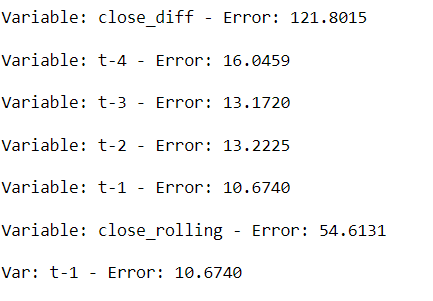 Variable: close_diff - Error: 121.8015
Variable: t-4 - Error: 16.0459
Variable: t-3 - Error: 13.1720
Variable: t-2 - Error: 13.2225
Variable: t-1 - Error: 10.6740
Variable: close_rolling - Error: 54.6131
Var: t-1 - Error: 10.6740